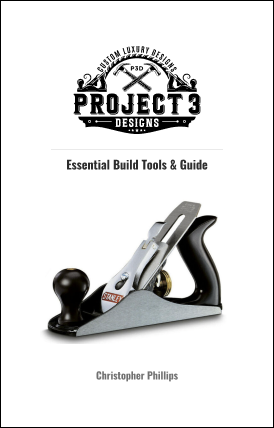 CUSTOM LUXURY DESIGNS
P3D
PROJECT 3
DESIGNS
Essential Build Tools & Guide
STANLEY
Christopher Phillips